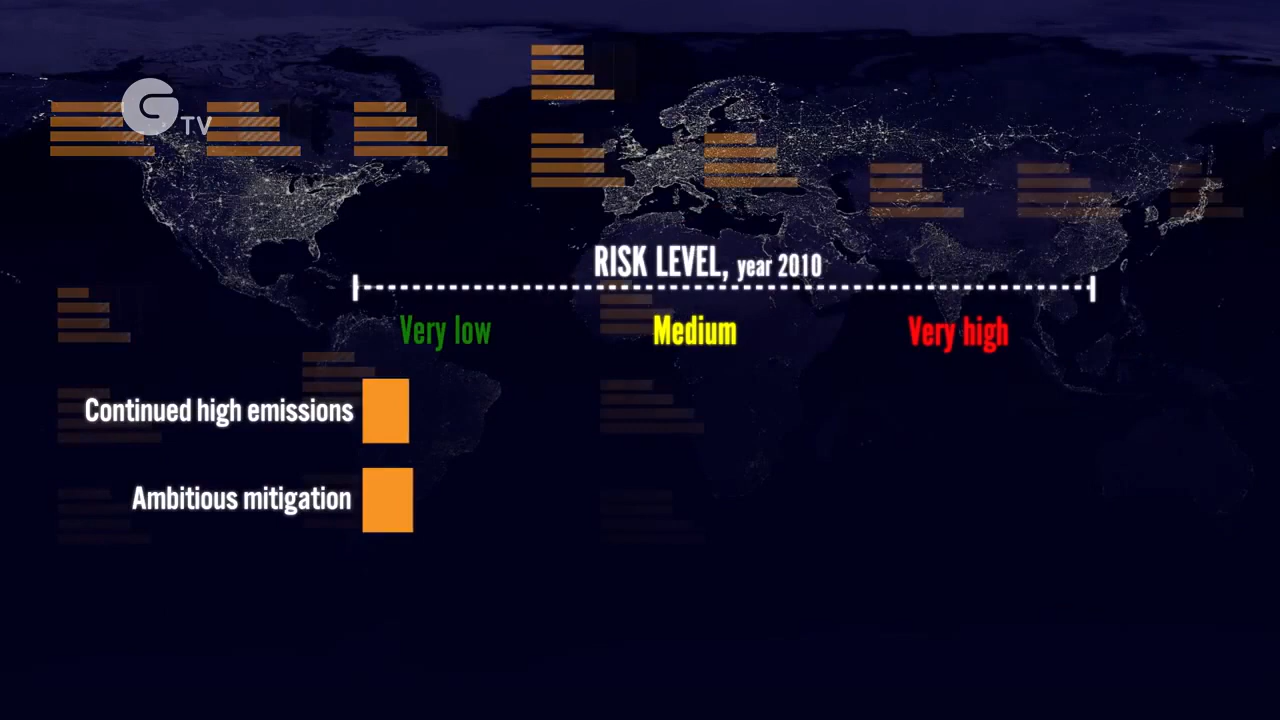 G TV
RISK LEVEL, year 2010
Very low Medium Very high
Continued high emissions
Ambitious mitigation